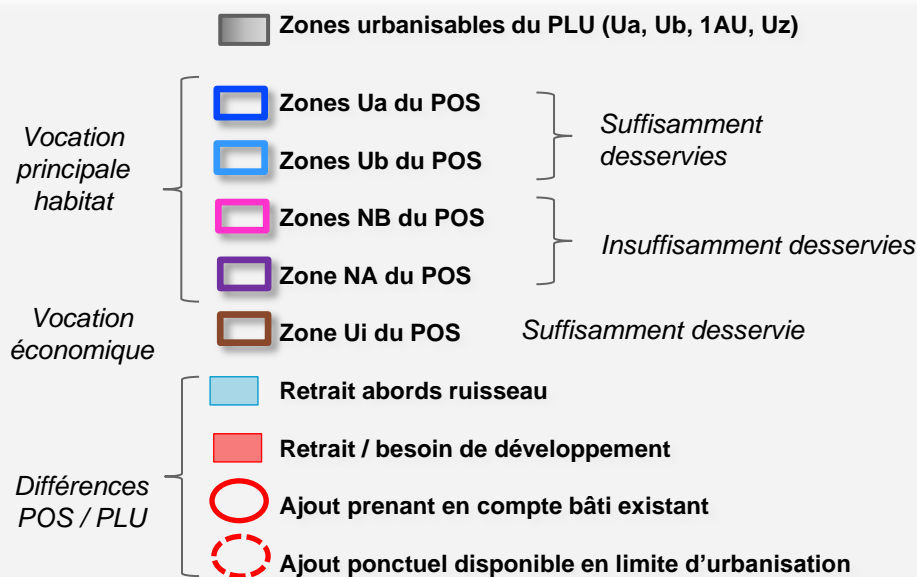 Zones urbanisables du PLU (Ua, Ub, 1AU, Uz)
Vocation
principale
habitat
Zones Ua du POS
Zones Ub du POS
Suffisamment
desservies
Zones NB du POS
Zone NA du POS
Insuffisamment desservies
Vocation
économique
Zone Ui du POS
Suffisamment desservie
Différences
POS / PLU
Retrait abords ruisseau
Retrait / besoin de développement
Ajout prenant en compte bâti existant
Ajout ponctuel disponible en limite d’urbanisation